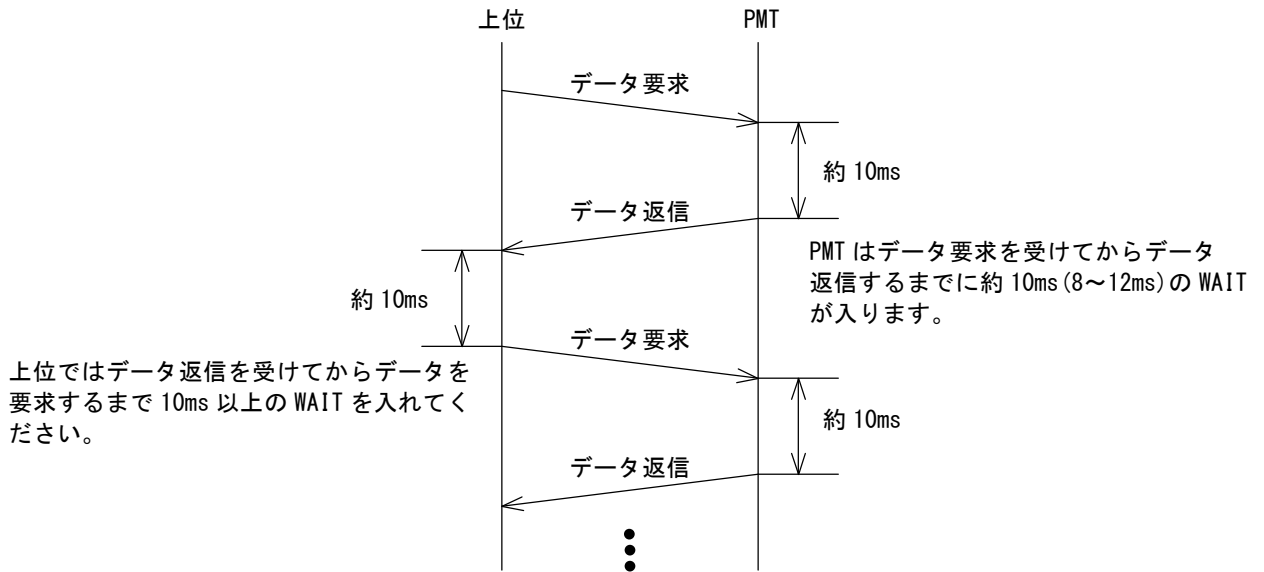 上位
PMT
データ要求
約 10ms
データ返信
PMT はデータ要求を受けてからデータ
返信するまでに約 10ms(8～12ms)の WAIT
が入ります。
約 10ms
データ要求
上位ではデータ返信を受けてからデータを
要求するまで 10ms 以上の WAIT を入れてく
ださい。
約 10ms
データ返信